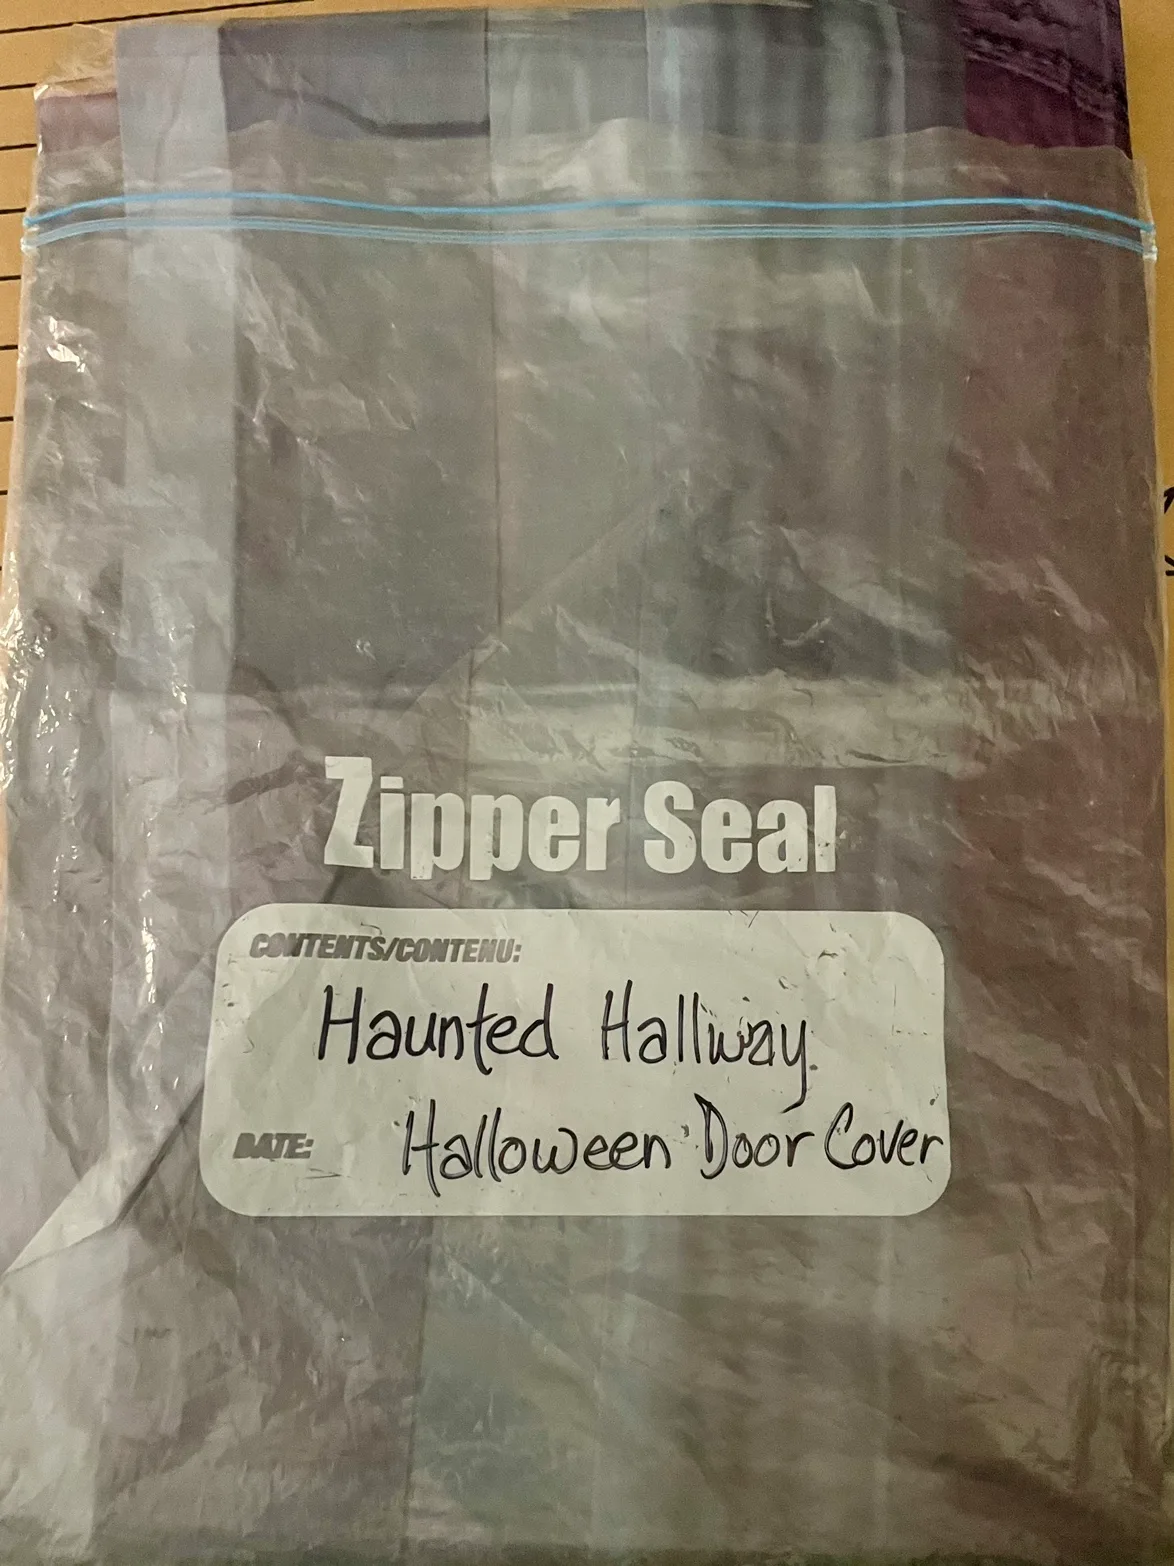 Zipper Seal
CONTENTS/CONTENU:
Haunted Hallway
DATE: Halloween Door Cover